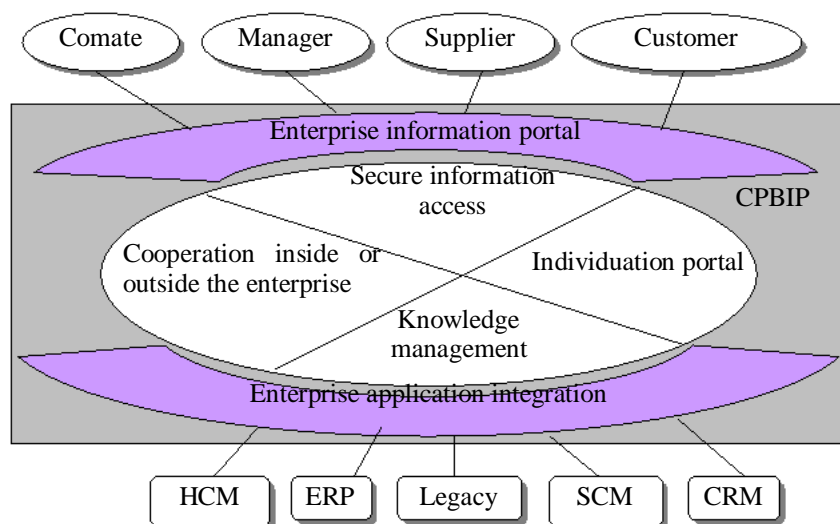 Comate
Manager
Supplier
Customer
Enterprise information portal
Secure information
access
CPBIP
Cooperation inside or
outside the enterprise
Individuation portal
Knowledge
management
Enterprise application integration
HCM
ERP
Legacy
SCM
CRM